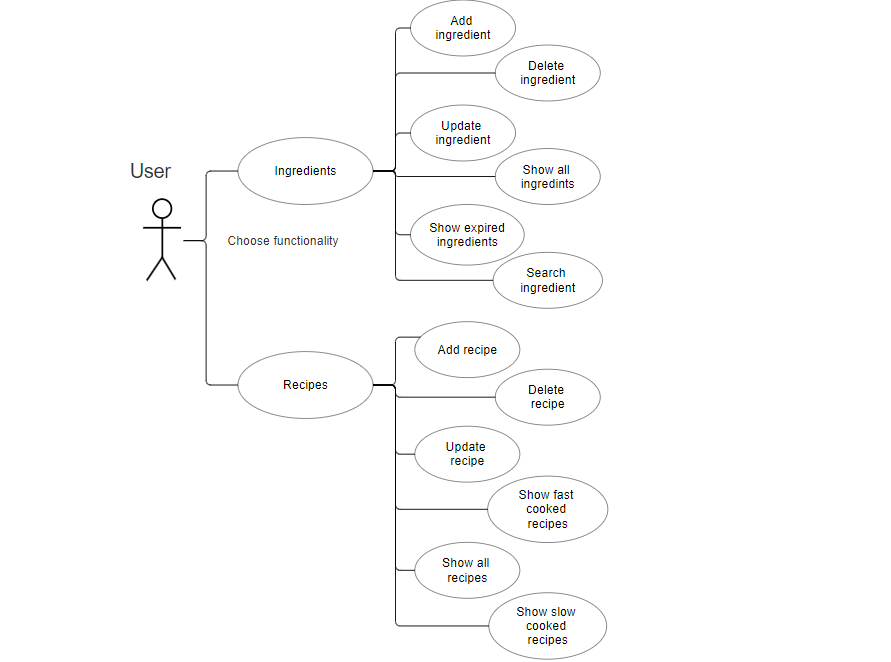 Add
ingredient
Delete
ingredient
Update
ingredient
User
Ingredients
Show all
ingredints
Choose functionality
Show expired
ingredients
Search
ingredient
Add recipe
Recipes
Delete
recipe
Update
recipe
Show fast
cooked
recipes
Show all
recipes
Show slow
cooked
recipes